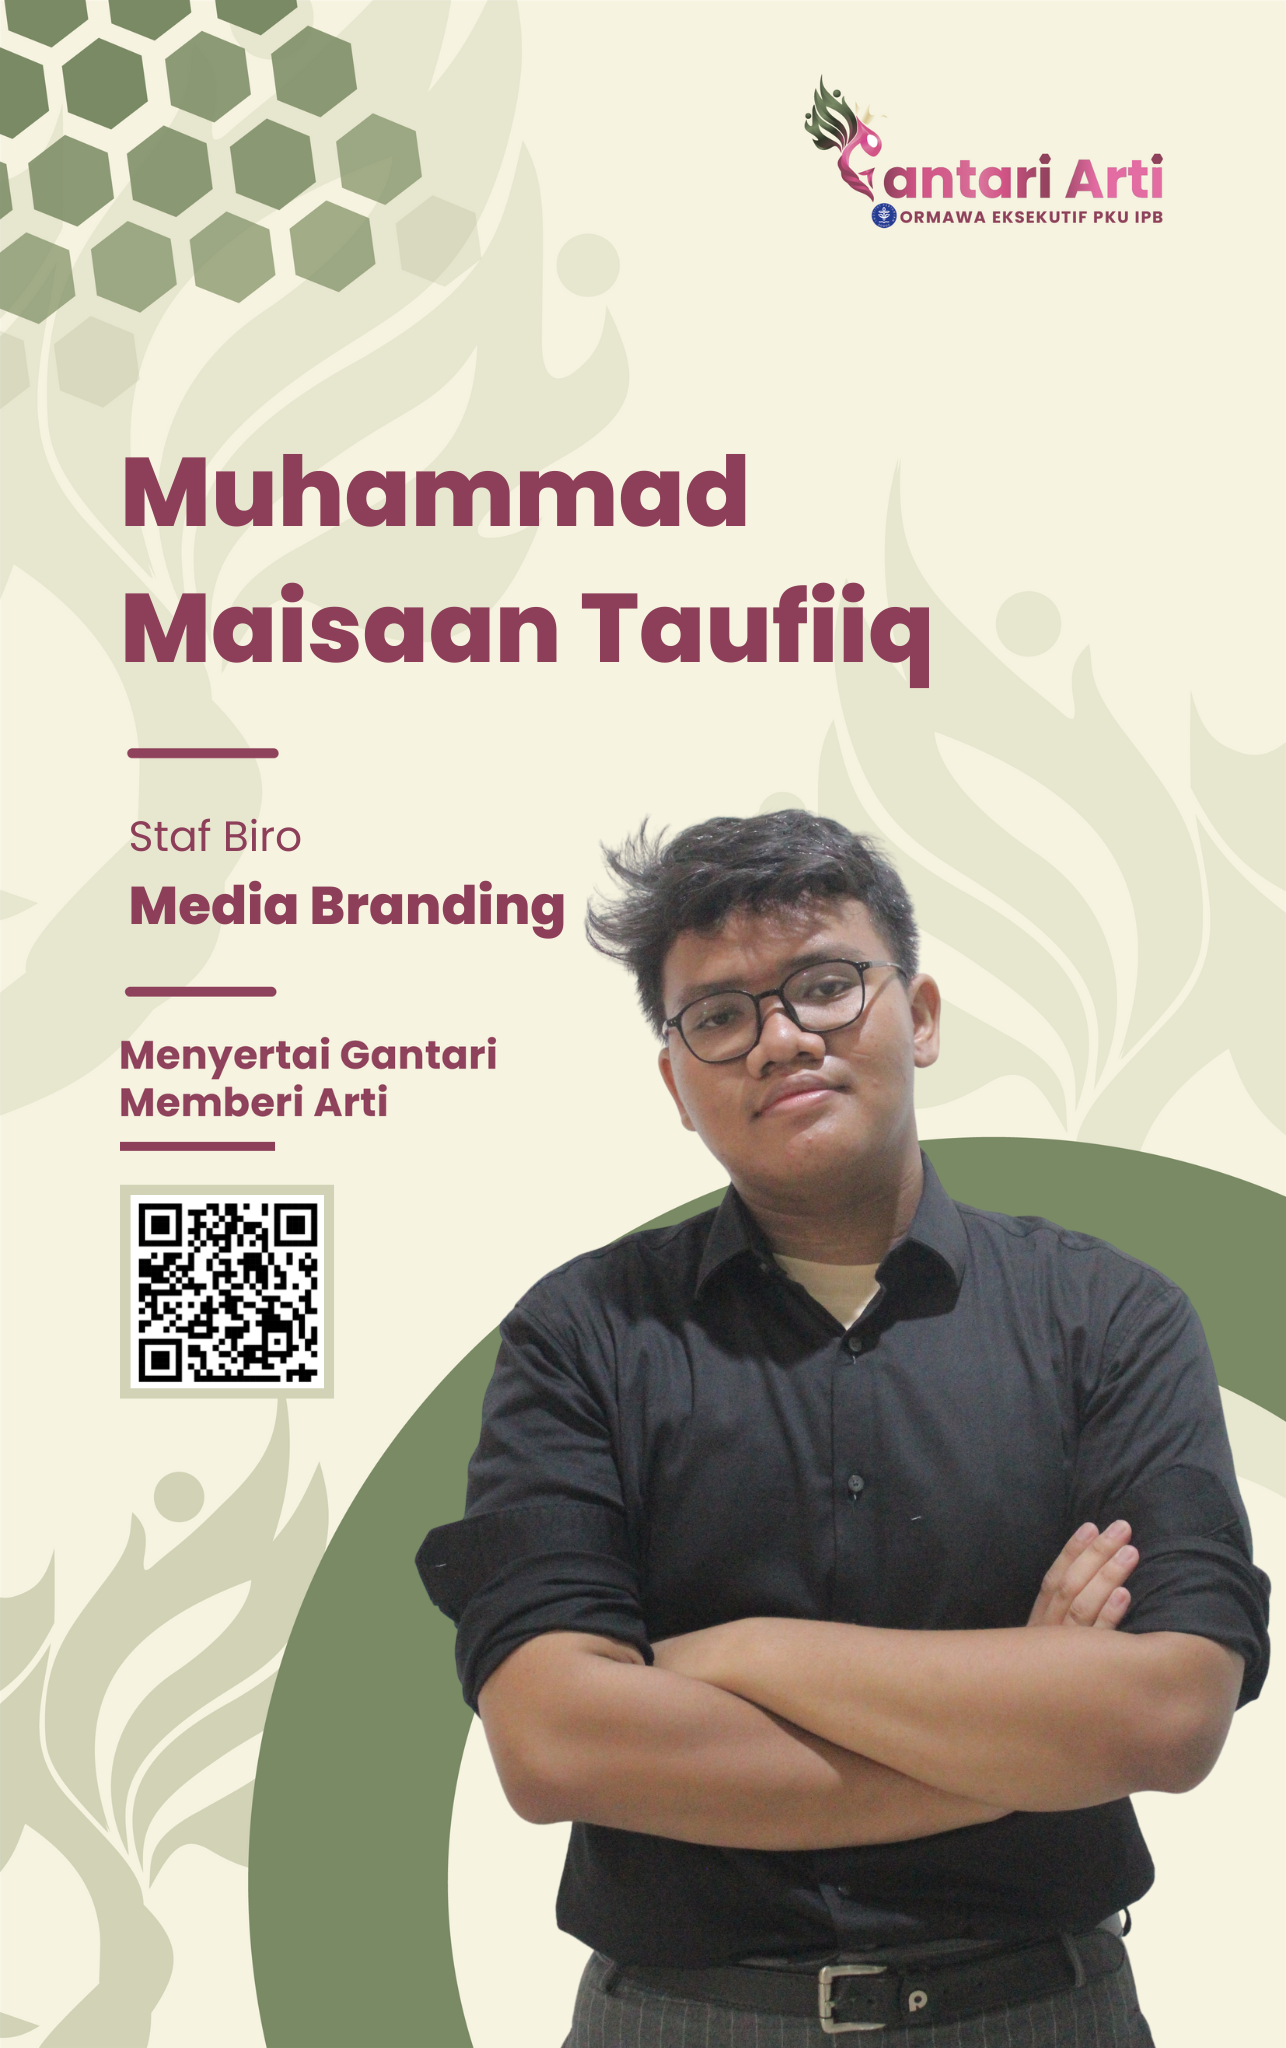 Gantari Arti
ORMAWA EKSEKUTIF PKU IPB
Muhammad
Maisaan Taufiiq
Staf Biro
Media Branding
Menyertai Gantari
Memberi Arti